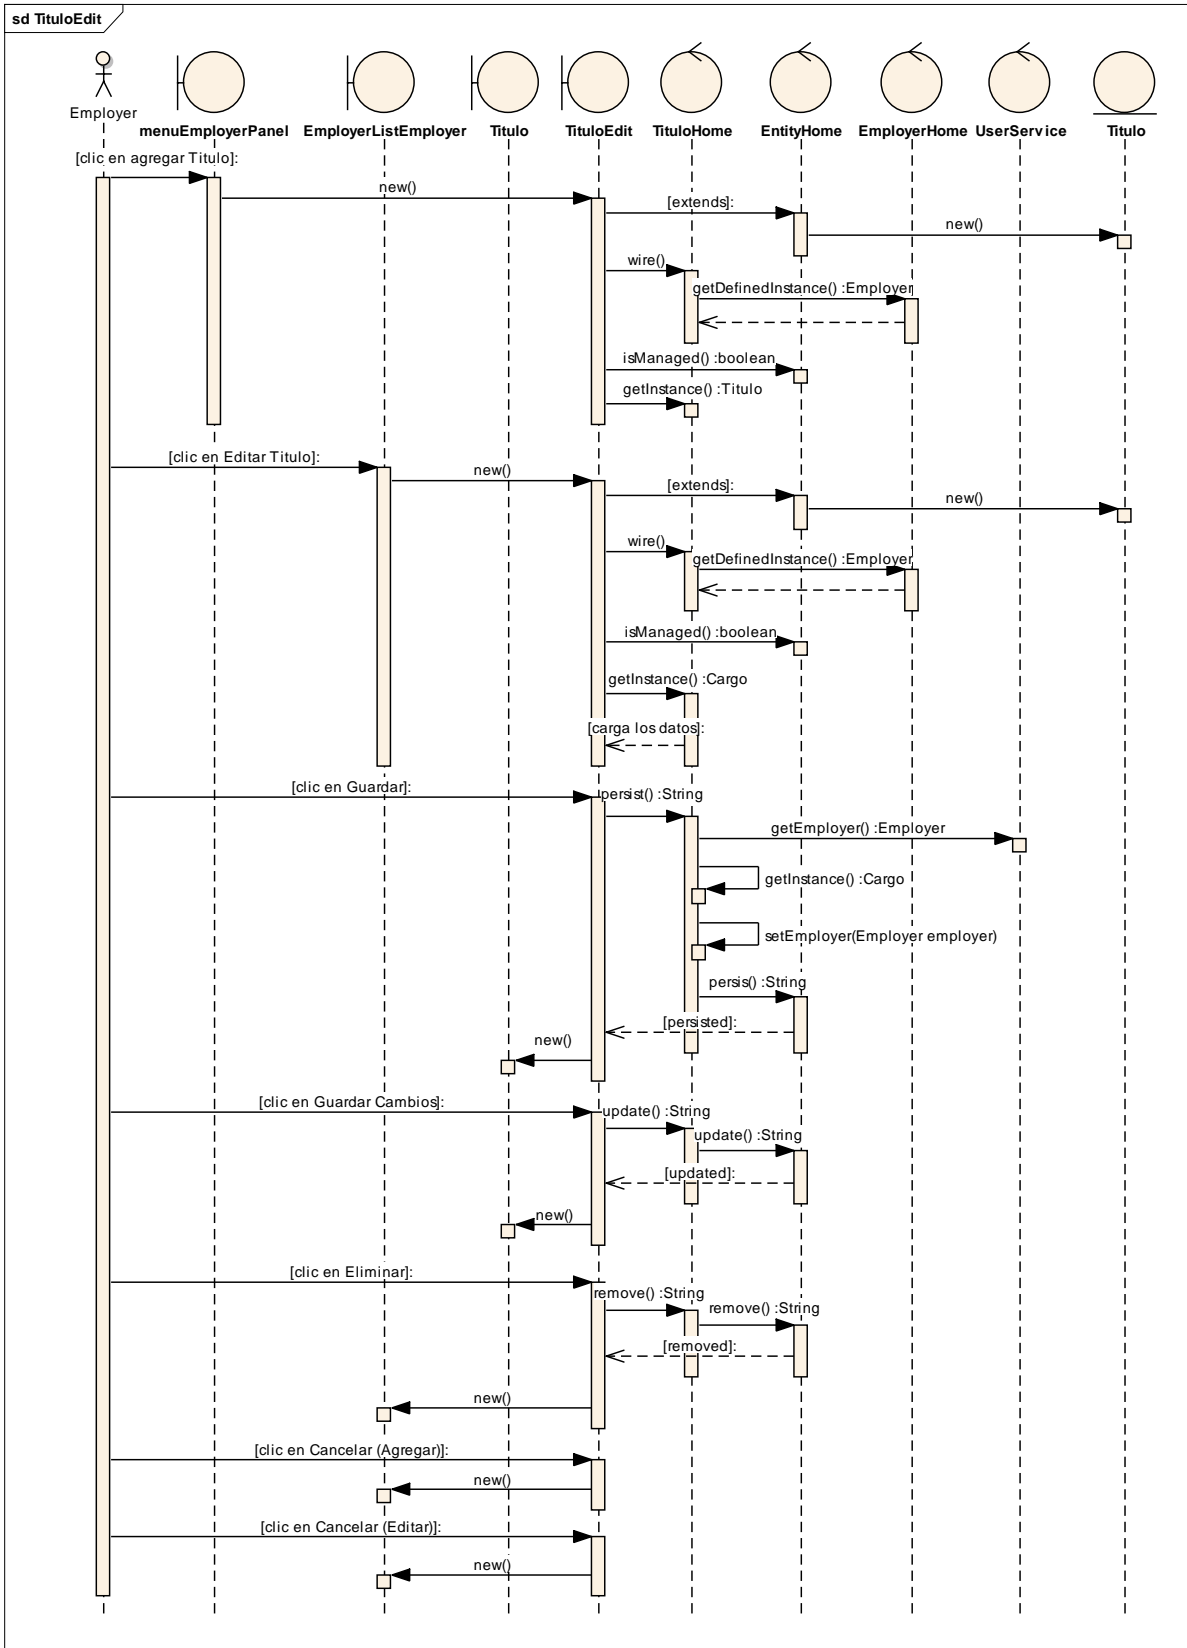 sd TituloEdit
Employer
menuEmployerPanel
EmployerListEmployer
Titulo
TituloEdit
TituloHome
EntityHome
EmployerHome
UserService
Titulo
[clic en agregar Titulo]:
new()
[extends]:
new()
wire()
getDefinedInstance() :Employer
isManaged() :boolean
getInstance() :Titulo
[clic en Editar Titulo]:
new()
[extends]:
new()
wire()
getDefinedInstance() :Employer
isManaged() :boolean
getInstance() :Cargo
[carga los datos]:
[clic en Guardar]:
persist() :String
getEmployer() :Employer
getInstance() :Cargo
setEmployer(Employer employer)
persis() :String
[persisted]:
new()
[clic en Guardar Cambios]:
update() :String
update() :String
[updated]:
new()
[clic en Eliminar]:
remove() :String
remove() :String
[removed]:
new()
[clic en Cancelar (Agregar)]:
new()
[clic en Cancelar (Editar)]:
new()